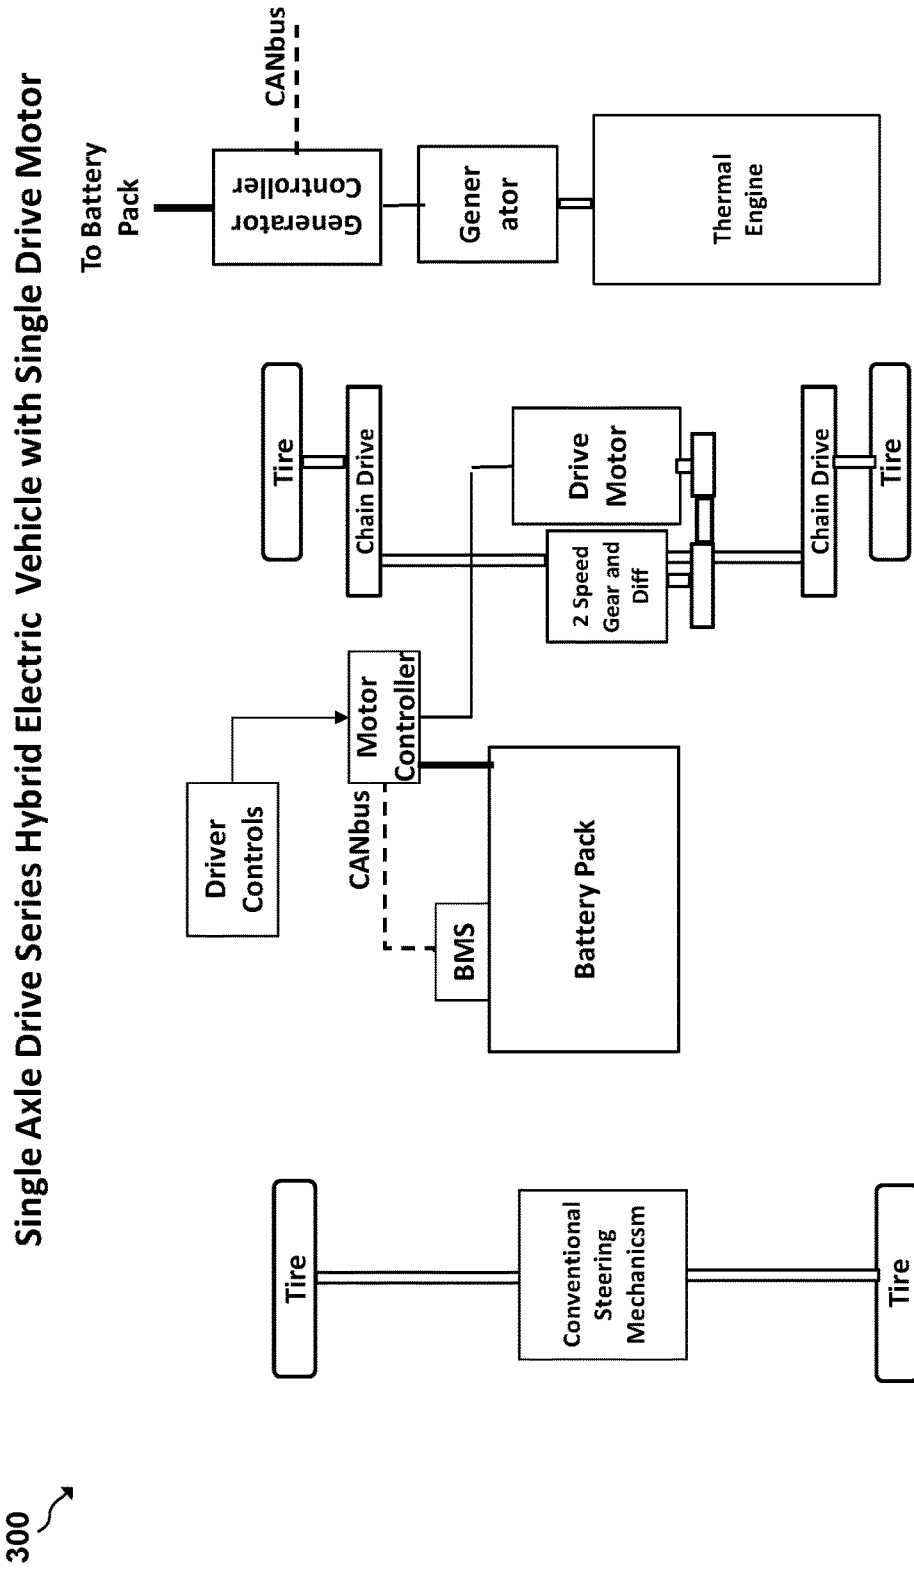 300
Single Axle Drive Series Hybrid Electric Vehicle with Single Drive Motor
Tire
Conventional
Steering
Mechanicsm
Tire
Driver
Controls
CANbus
Motor
Controller
BMS
Battery Pack
Tire
Chain Drive
2 Speed
Gear and
Diff
Drive
Motor
Chain Drive
Tire
To Battery
Pack
CANbus
Generator
Controller
Gener
ator
Thermal
Engine